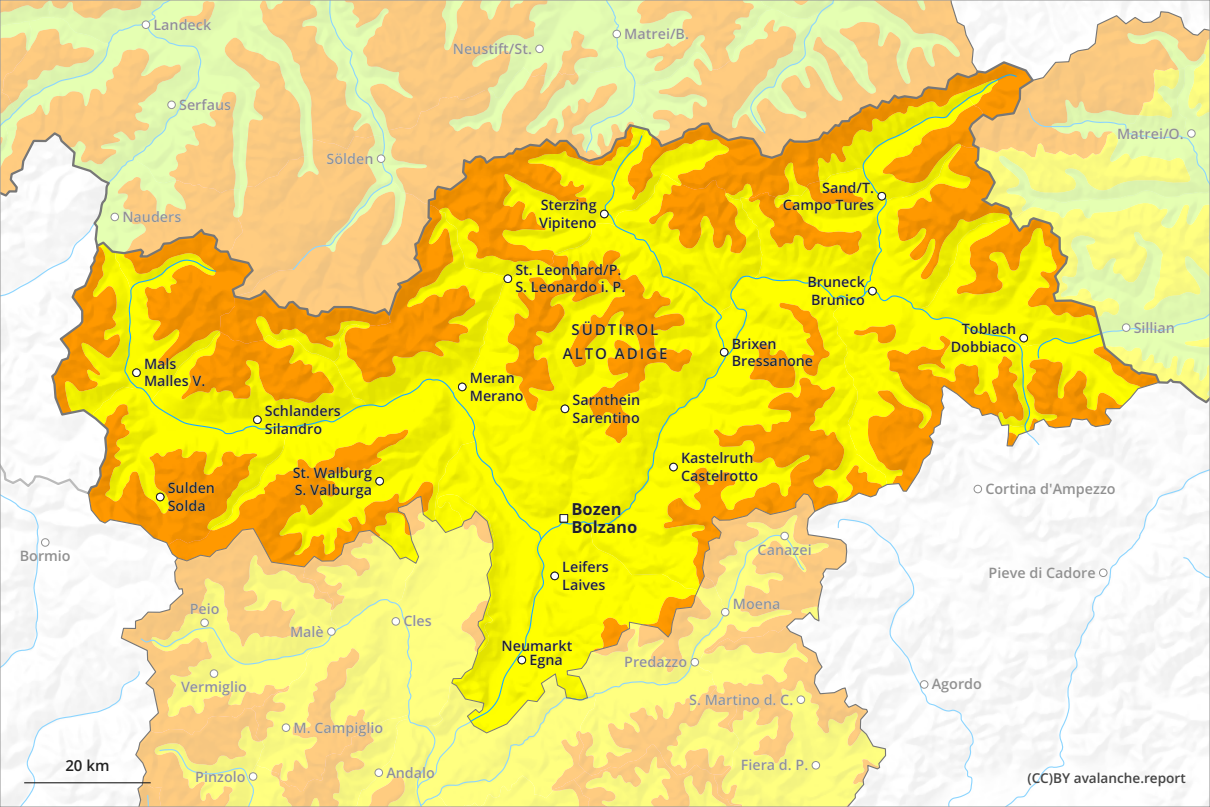 Landeck
Neustift/St.
Matrei/B.
Serfaus
Matrei/O.
Sölden
Nauders
Sand/T.
Campo Tures
Sterzing
Vipiteno
St. Leonhard/P.
S. Leonardo i. P.
Bruneck
Brunico
SÜDTIROL
ALTO ADIGE
Toblach
Dobbiaco
Sillian
Brixen
Bressanone
Mals
Malles V.
Meran
Merano
Schlanders
Silandro
Sarnthein
Sarentino
Kastelruth
Castelrotto
St. Walburg
S. Valburga
Sulden
Solda
Cortina d'Ampezzo
Bozen
Bolzano
Bormio
Canazei
Leifers
Laives
Pieve di Cadore
Peio
Moena
Malè
Cles
Neumarkt
Egna
Predazzo
Vermiglio
Agordo
S. Martino d. C.
M. Campiglio
Fiera d. P.
20 km
Pinzolo
Andalo
(CC)BY avalanche.report